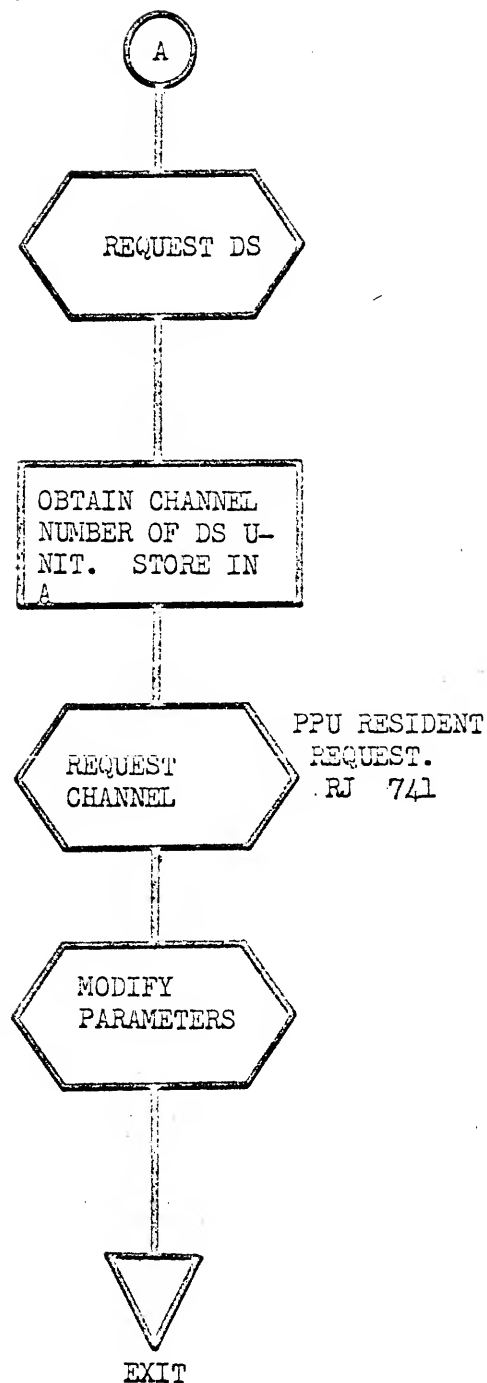 A
REQUEST DS
OBTAIN CHANNEL
NUMBER OF DS U-
NIT. STORE IN
A
REQUEST
CHANNEL
PPU RESIDENT
REQUEST.
RJ 741
MODIFY
PARAMETERS
EXIT